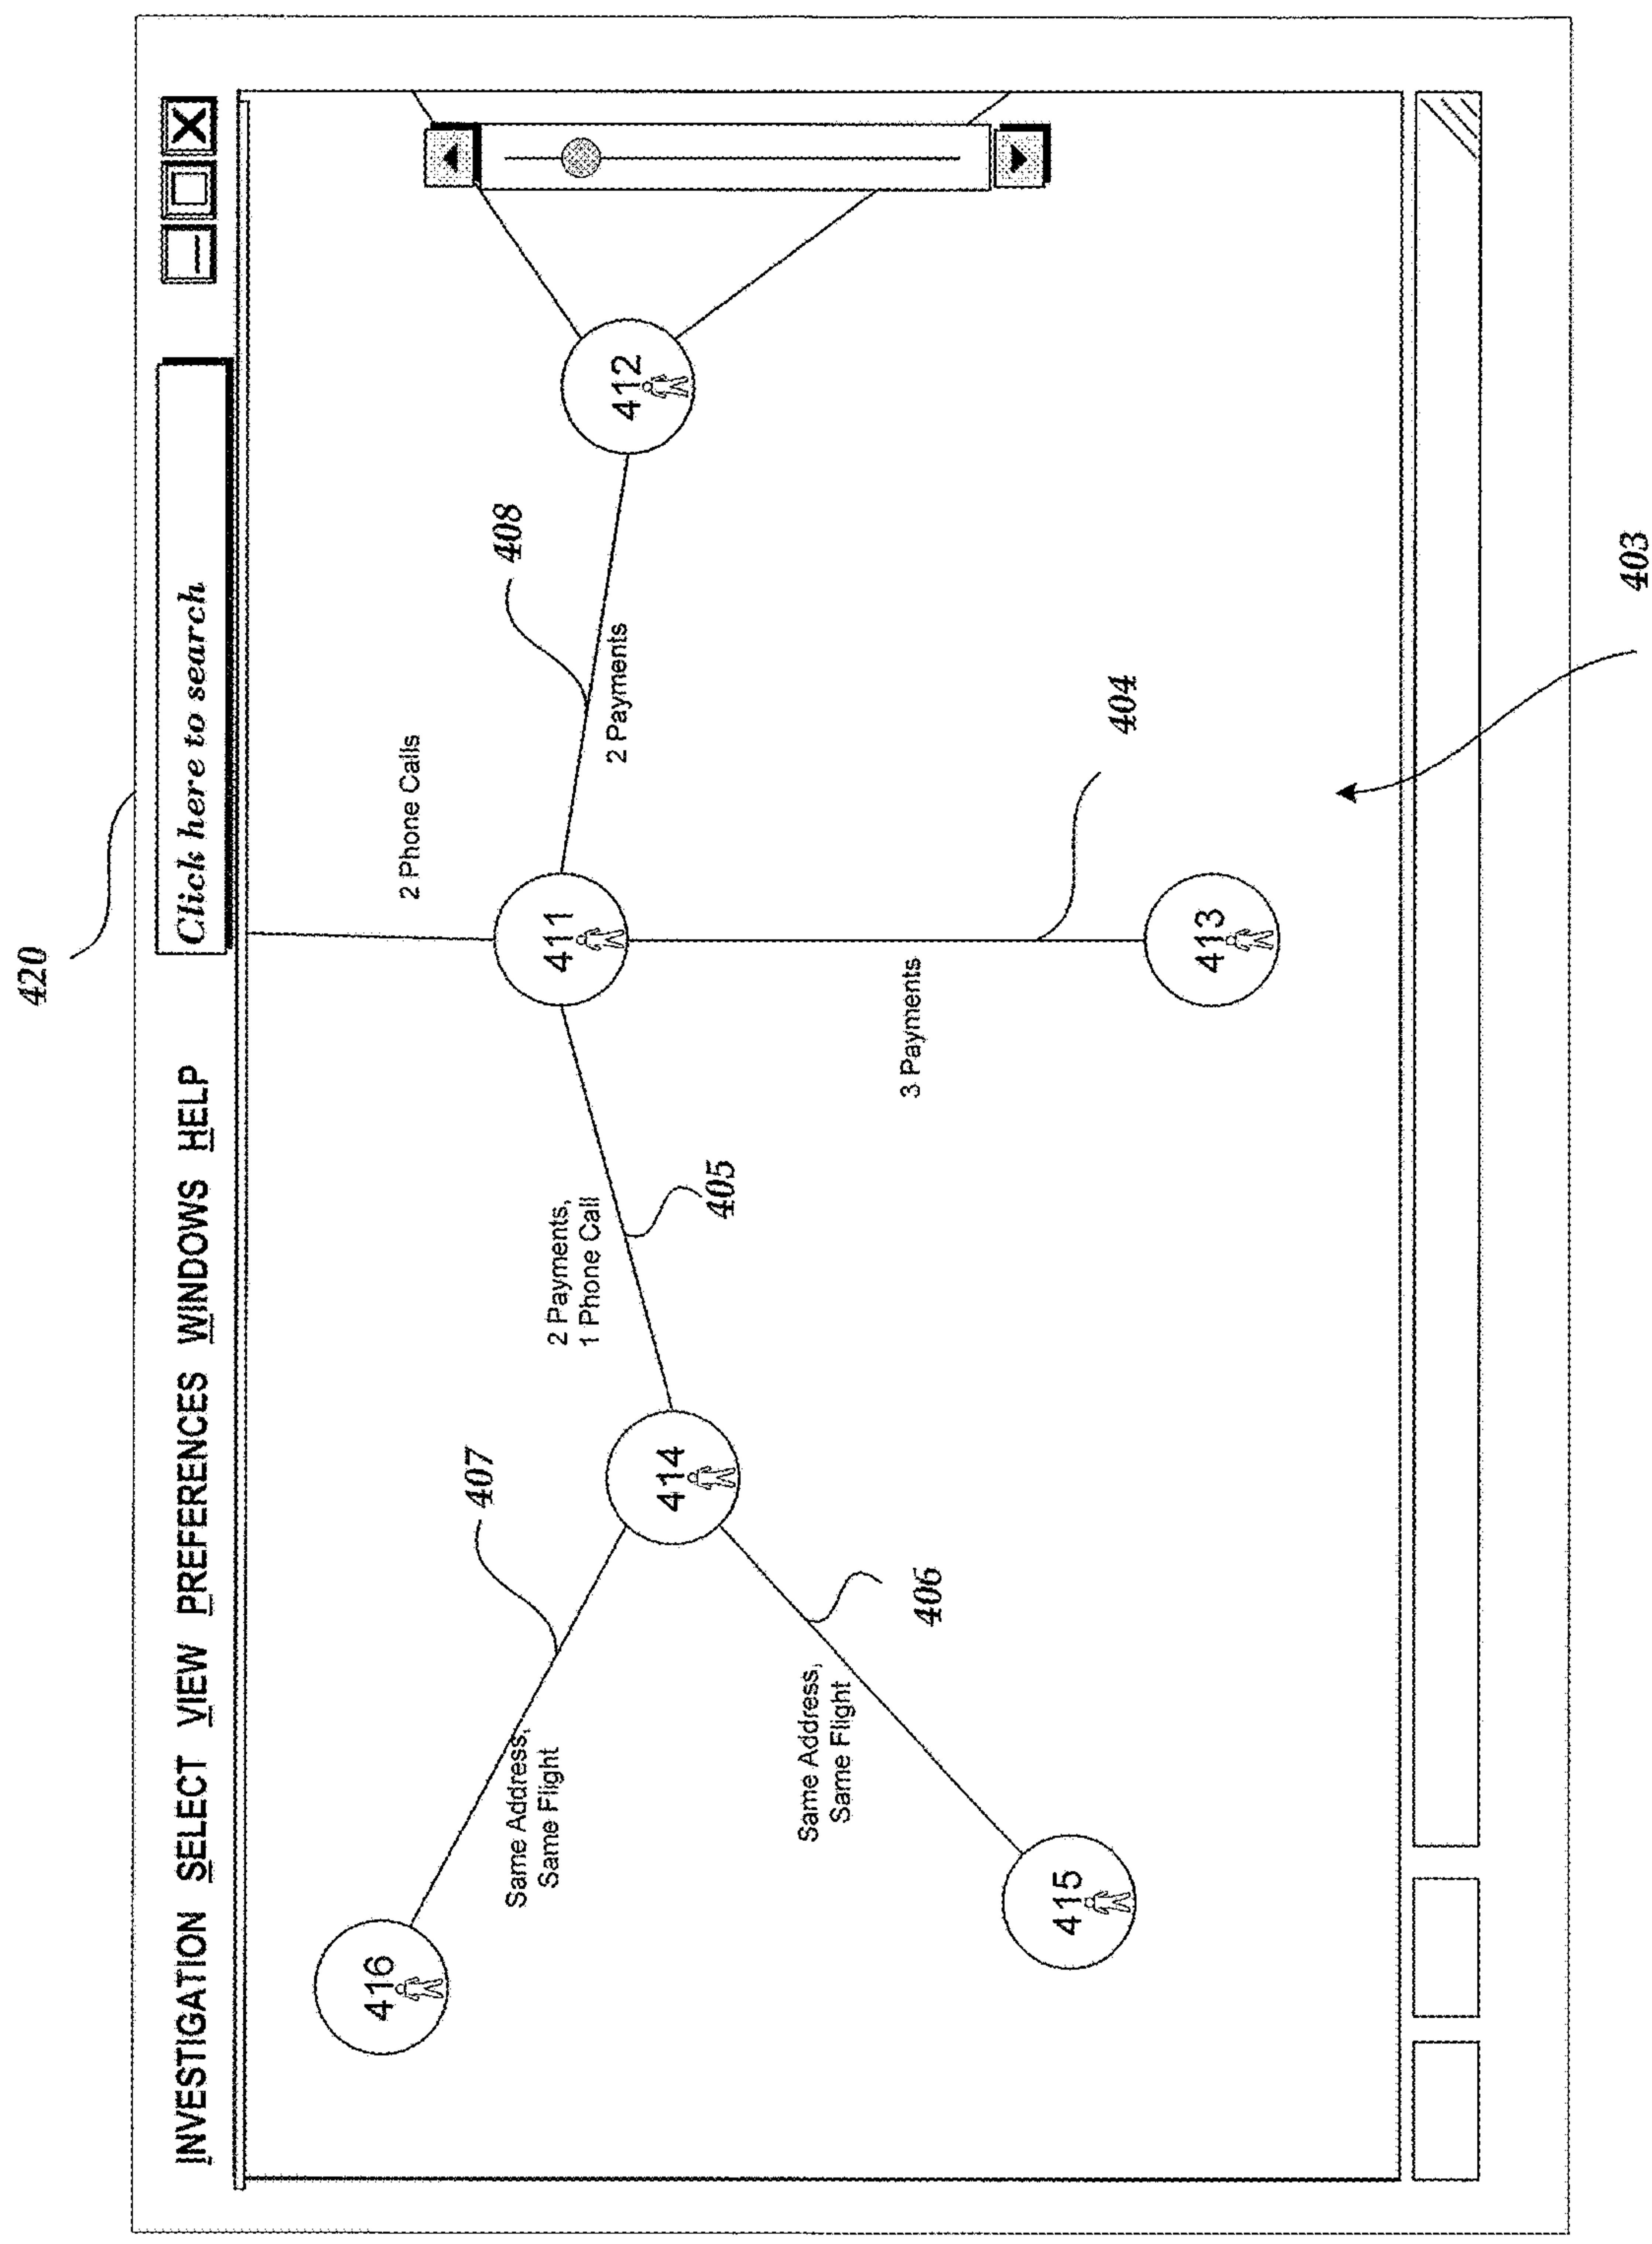 420
INVESTIGATION SELECT VIEW PREFERENCES WINDOWS HELP
Click here to search
416
407
Same Address,
Same Flight
2 Phone Calls
408
411
2 Payments,
1 Phone Call
405
2 Payments
412
414
Same Address,
Same Flight
406
3 Payments
404
415
413
403